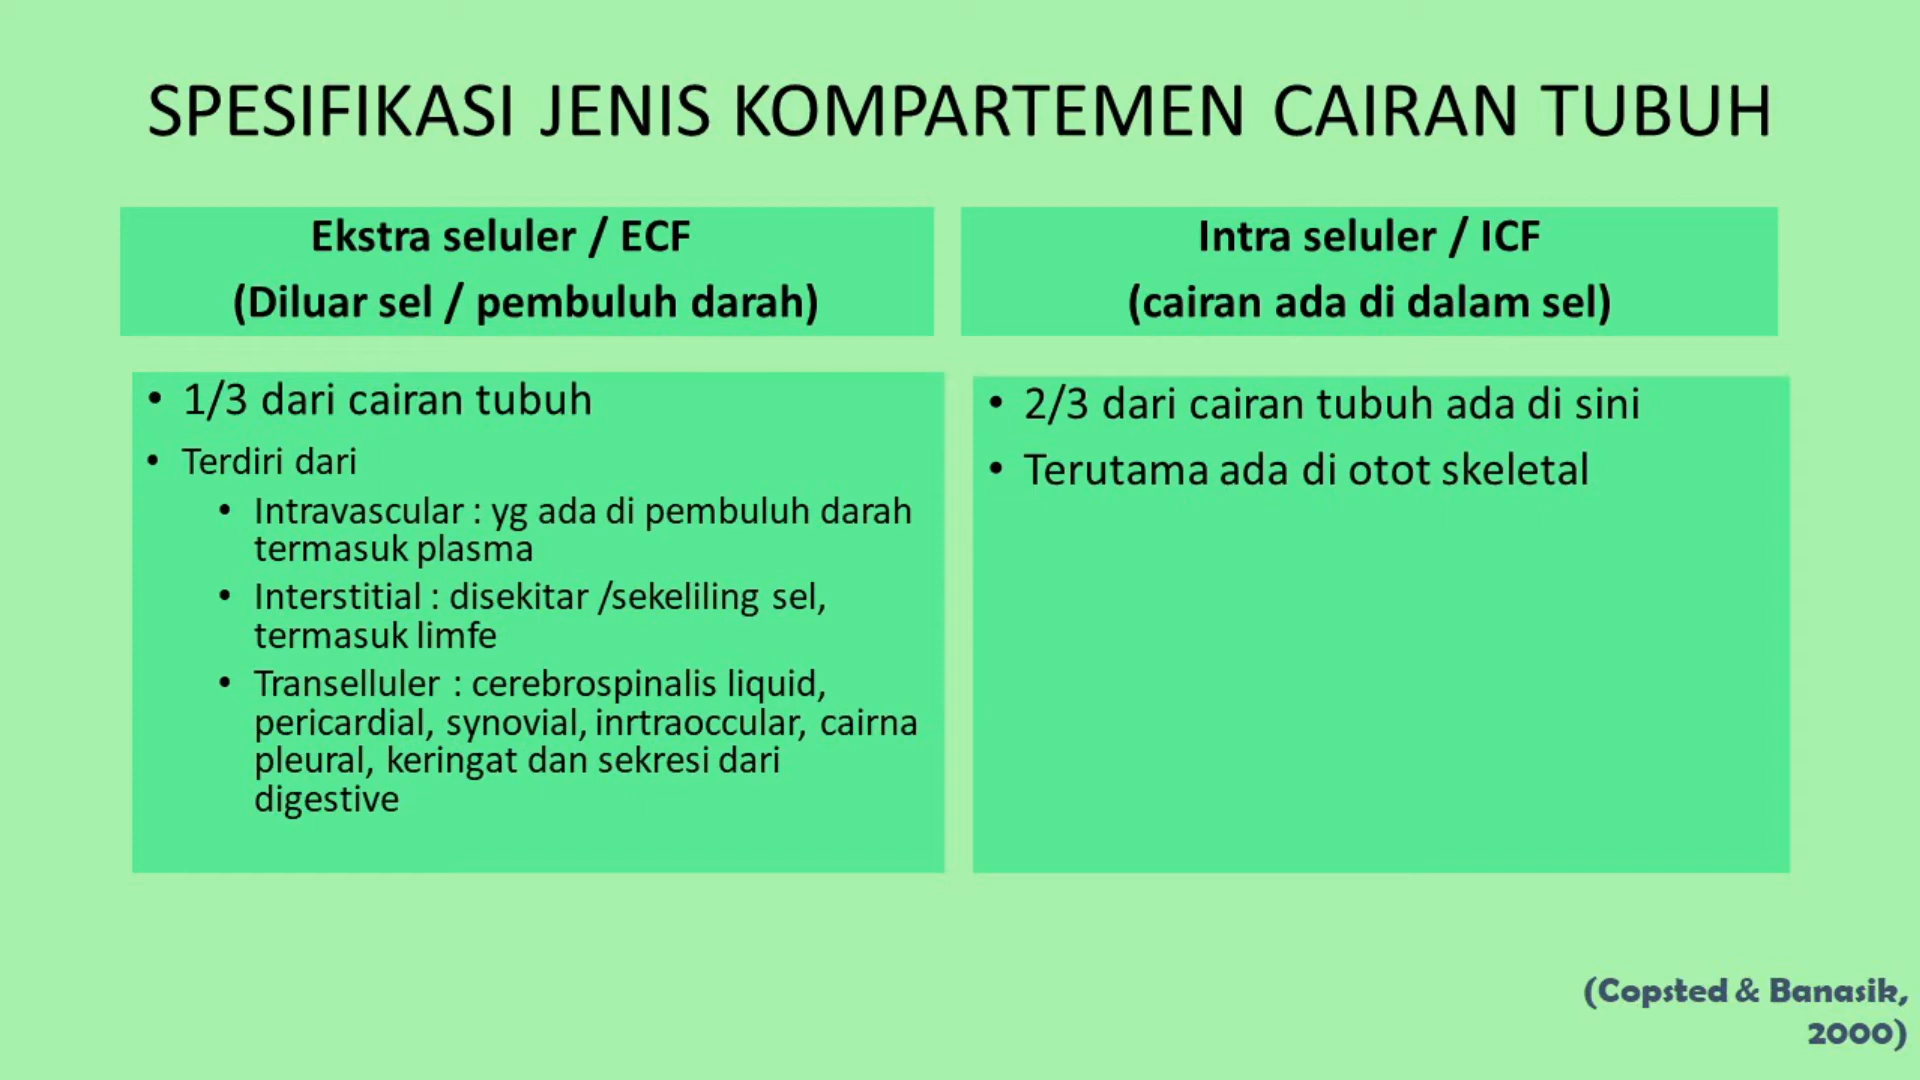 SPESIFIKASI JENIS KOMPARTEMEN CAIRAN TUBUH
Ekstra seluler / ECF
(Diluar sel / pembuluh darah)
• 1/3 dari cairan tubuh
• Terdiri dari
• Intravascular : yg ada di pembuluh darah
termasuk plasma
• Interstitial : disekitar /sekeliling sel,
termasuk limfe
• Transelluler : cerebrospinalis liquid,
pericardial, synovial, inrtraoccular, cairna
pleural, keringat dan sekresi dari
digestive
Intra seluler / ICF
(cairan ada di dalam sel)
• 2/3 dari cairan tubuh ada di sini
• Terutama ada di otot skeletal
(Copsted & Banasik,
2000)